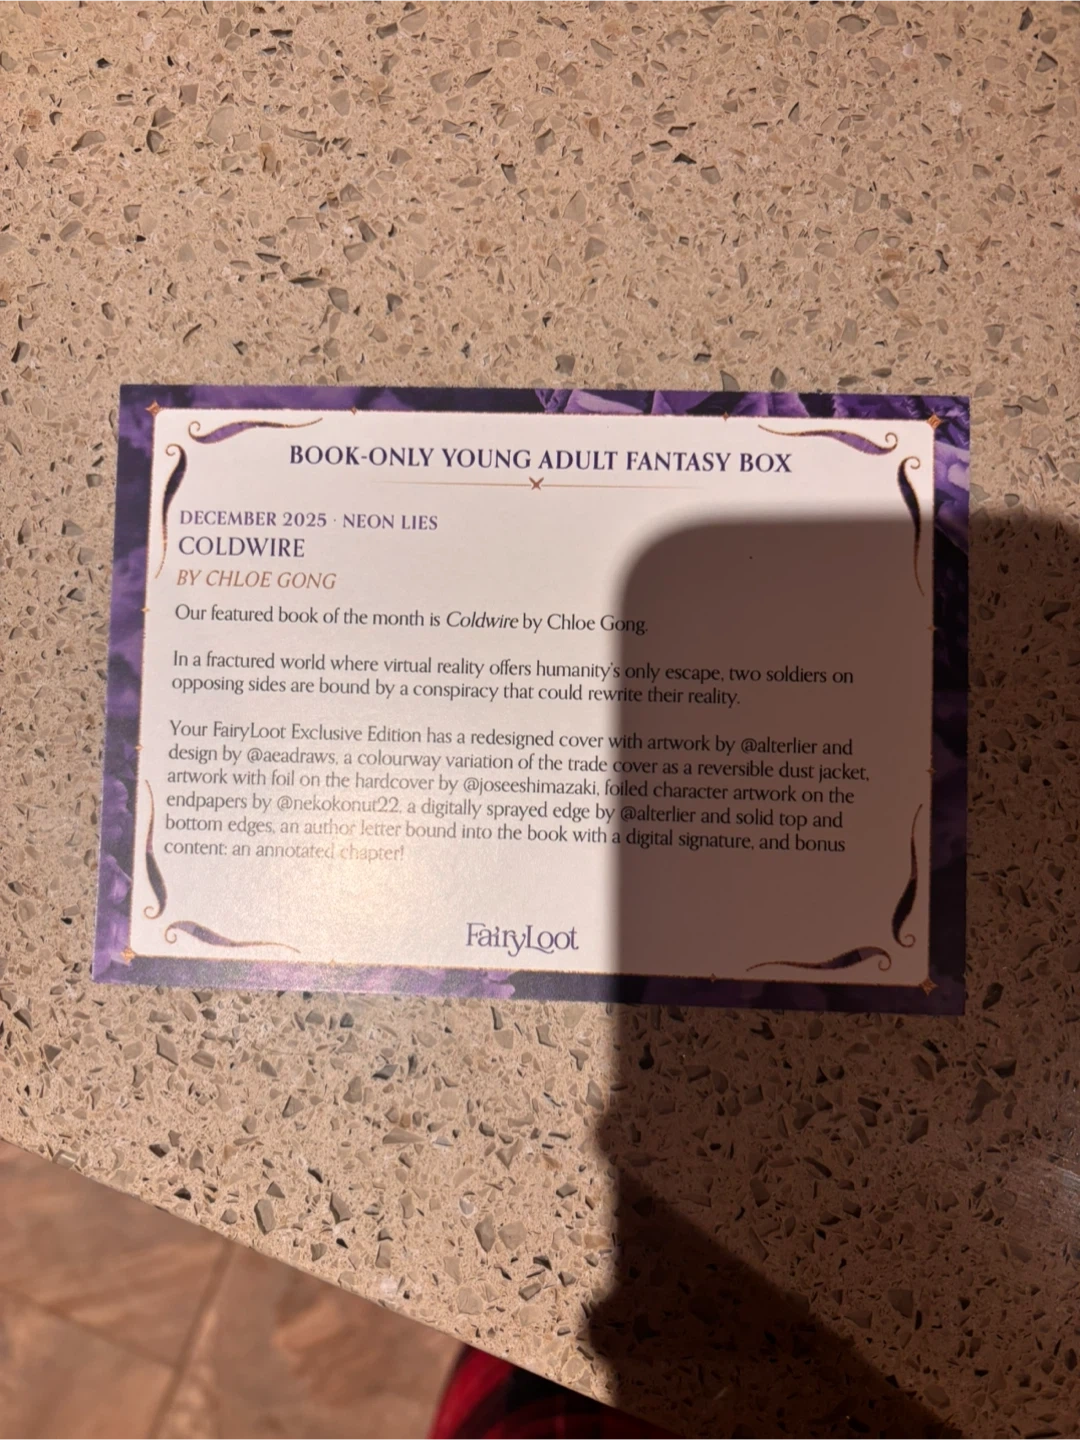 BOOK-ONLY YOUNG ADULT FANTASY BOX
DECEMBER 2025 · NEON LIES
COLDWIRE
BY CHLOE GONG
Our featured book of the month is Coldwire by Chloe Gong.
In a fractured world where virtual reality offers humanity's only escape, two soldiers on
opposing sides are bound by a conspiracy that could rewrite their reality.
Your FairyLoot Exclusive Edition has a redesigned cover with artwork by @alterlier and
design by @aeadraws, a colourway variation of the trade cover as a reversible dust jacket,
artwork with foil on the hardcover by @joseeshimazaki, foiled character artwork on the
endpapers by @nekokonut22, a digitally sprayed edge by @alterlier and solid top and
bottom edges, an author letter bound into the book with a digital signature, and bonus
content: an annotated chapter!
FairyLoot